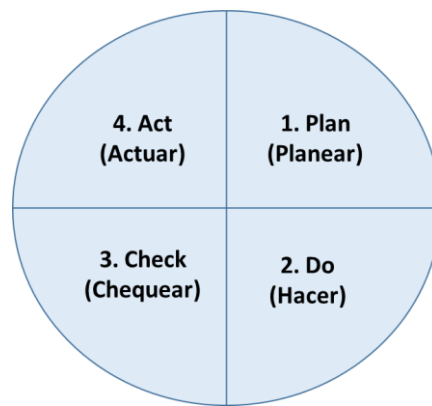 4. Act
(Actuar)
1. Plan
(Planear)
3. Check
(Chequear)
2. Do
(Hacer)